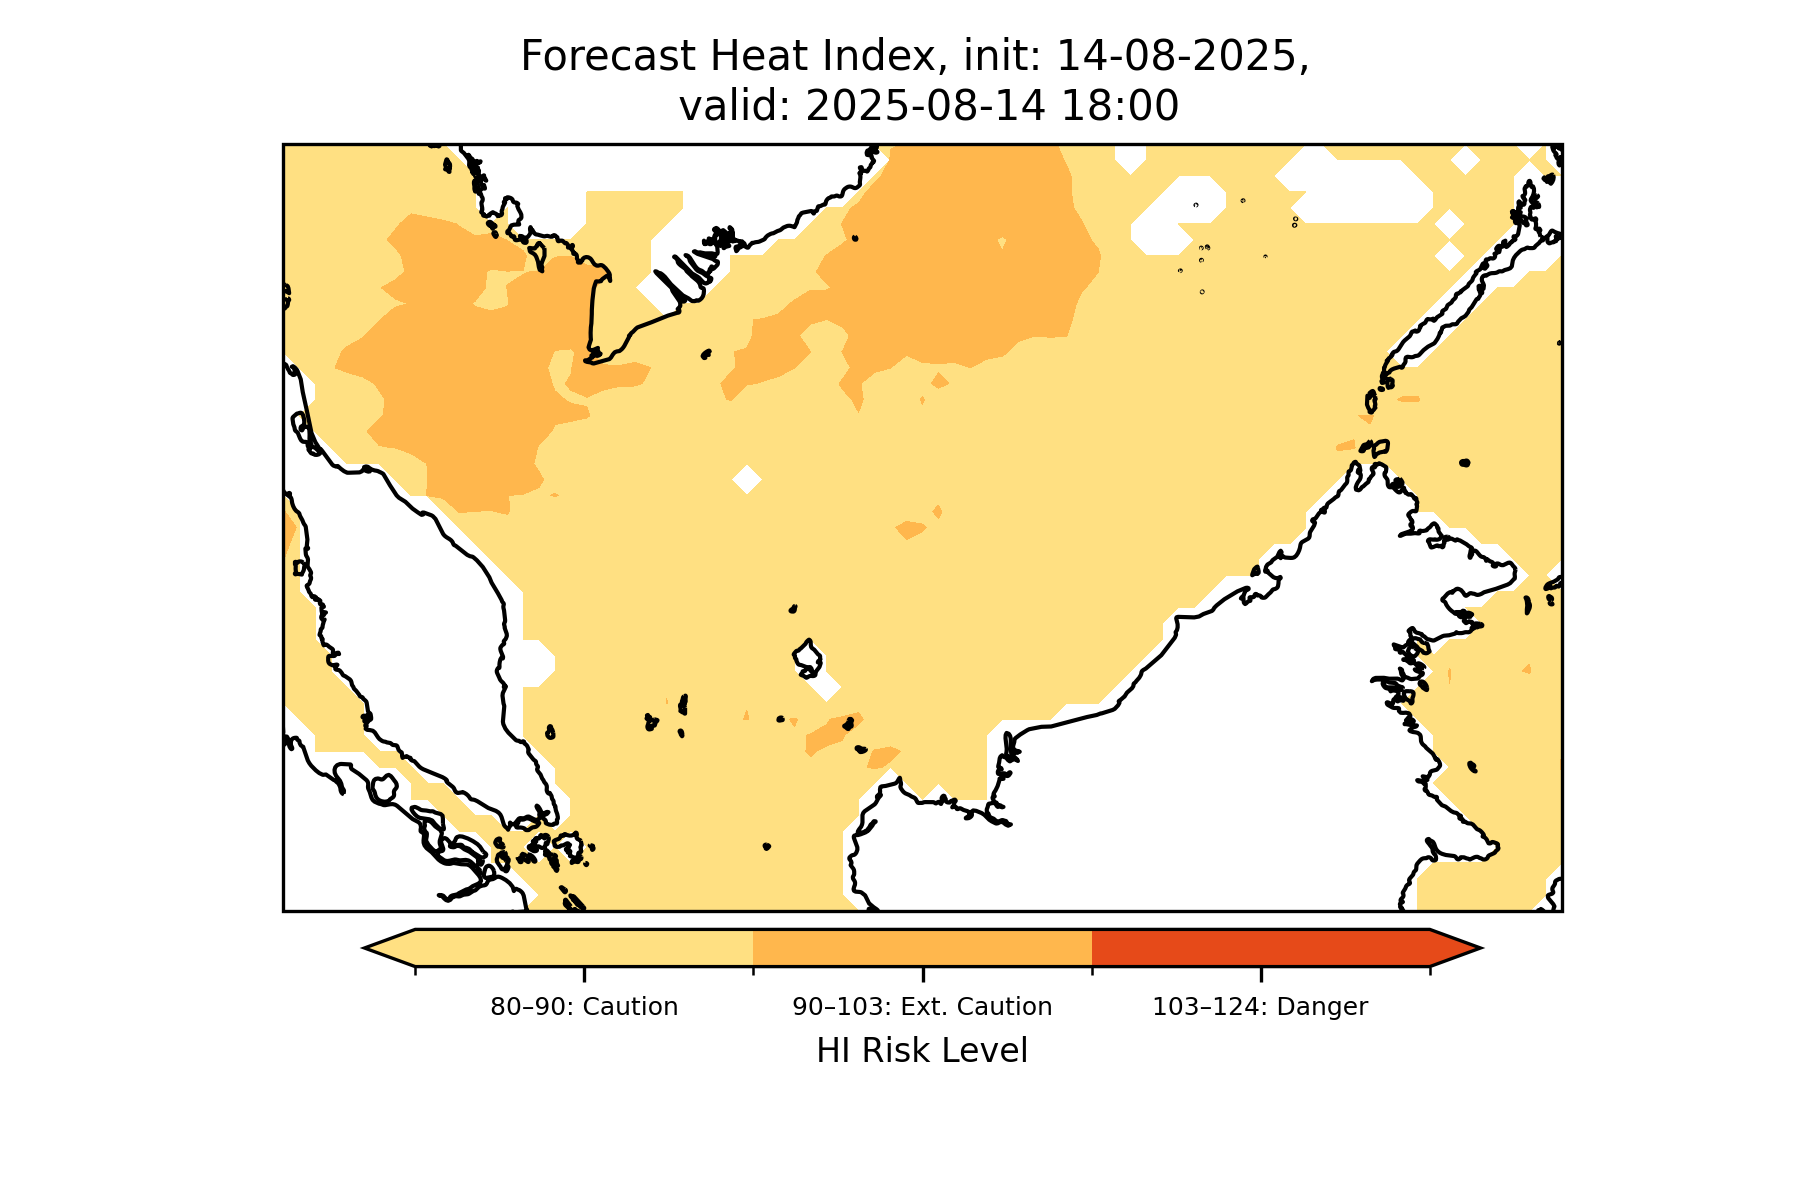 Forecast Heat Index, init: 14-08-2025,
valid: 2025-08-14 18:00
80–90: Caution
90–103: Ext. Caution
103–124: Danger
HI Risk Level